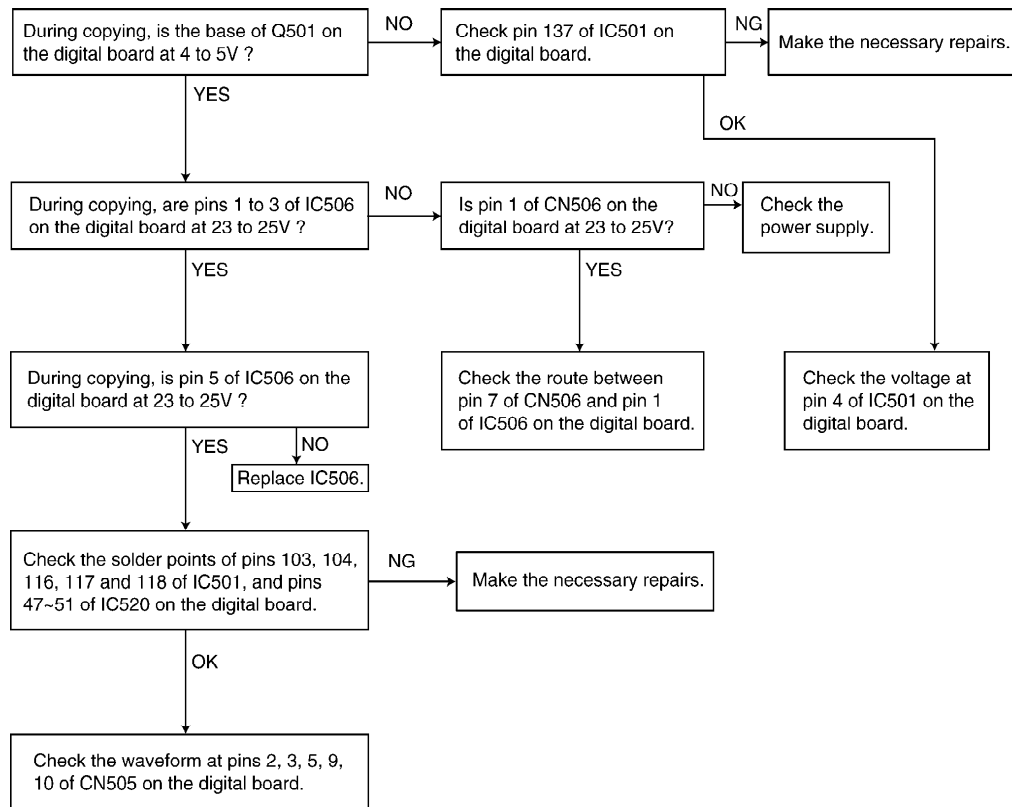 During copying, is the base of Q501 on
the digital board at 4 to 5V ?
NO
Check pin 137 of IC501 on
the digital board.
NG
Make the necessary repairs.
YES
OK
During copying, are pins 1 to 3 of IC506
on the digital board at 23 to 25V ?
NO
Is pin 1 of CN506 on the
digital board at 23 to 25V?
NO
Check the
power supply.
YES
YES
During copying, is pin 5 of IC506 on the
digital board at 23 to 25V ?
Check the route between
pin 7 of CN506 and pin 1
of IC506 on the digital board.
Check the voltage at
pin 4 of IC501 on the
digital board.
YES
NO
Replace IC506.
Check the solder points of pins 103, 104,
116, 117 and 118 of IC501, and pins
47~51 of IC520 on the digital board.
NG
Make the necessary repairs.
OK
Check the waveform at pins 2, 3, 5, 9,
10 of CN505 on the digital board.